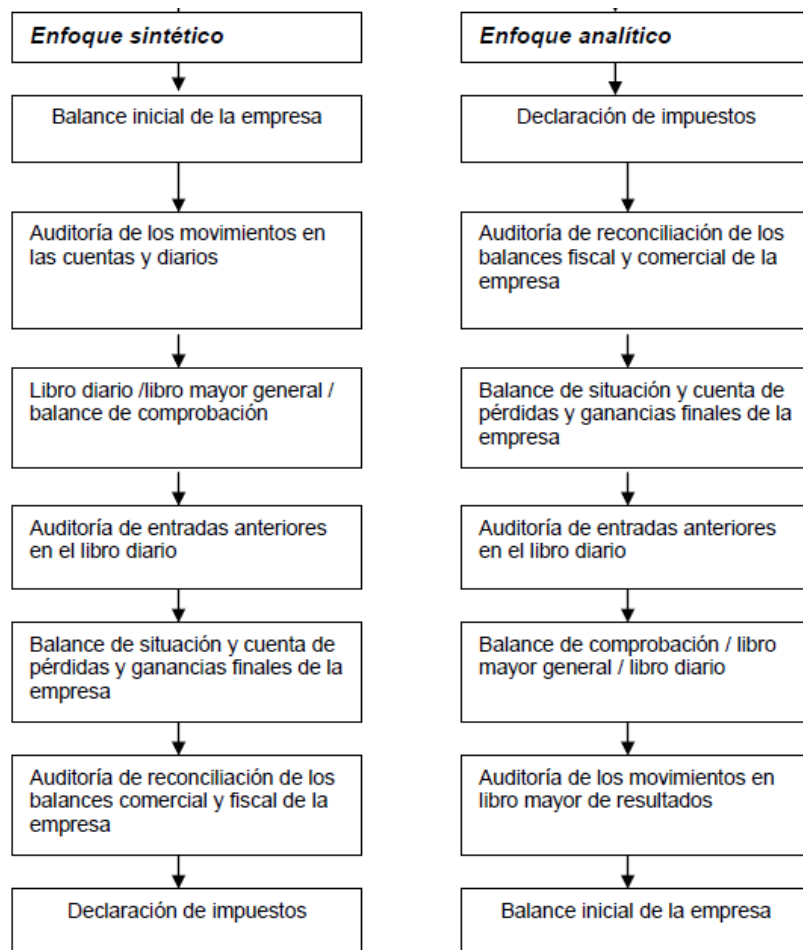 Enfoque sintético
Balance inicial de la empresa
Auditoría de los movimientos en
las cuentas y diarios
Libro diario /libro mayor general /
balance de comprobación
Auditoría de entradas anteriores
en el libro diario
Balance de situación y cuenta de
pérdidas y ganancias finales de la
empresa
Auditoría de reconciliación de los
balances comercial y fiscal de la
empresa
Declaración de impuestos
Enfoque analítico
Declaración de impuestos
Auditoría de reconciliación de los
balances fiscal y comercial de la
empresa
Balance de situación y cuenta de
pérdidas y ganancias finales de la
empresa
Auditoría de entradas anteriores
en el libro diario
Balance de comprobación / libro
mayor general / libro diario
Auditoría de los movimientos en
libro mayor de resultados
Balance inicial de la empresa